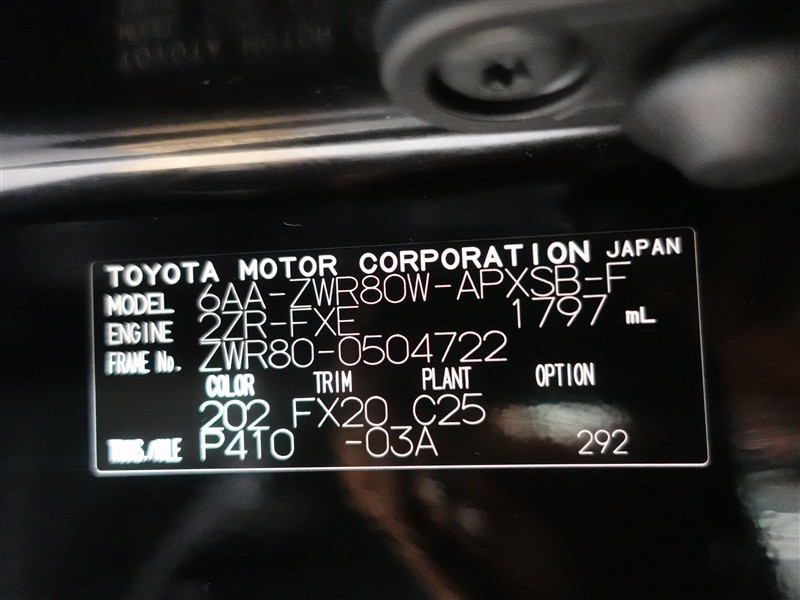 TOYOTA MOTOR CORPORATION JAPAN
MODEL 6AA-ZWR80W-APXSB-F
ENGINE 2ZR-FXE 1797 mL
FRAME No. ZWR80-0504722
COLOR TRIM PLANT OPTION
202 FX20 C25
TRANS./AXLE P410 -03A 292